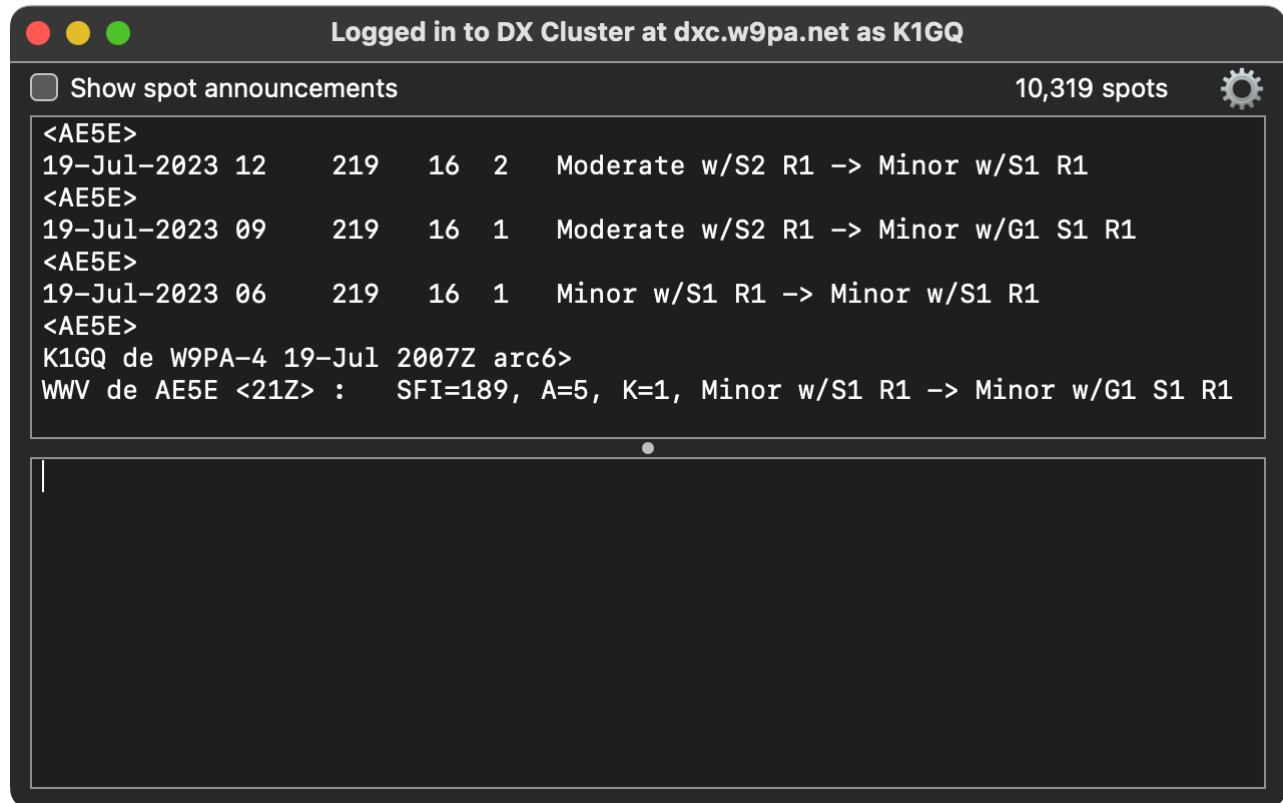 Logged in to DX Cluster at dxc.w9pa.net as K1GQ
Show spot announcements 10,319 spots
<AE5E>
19-Jul-2023 12    219   16  2   Moderate w/S2 R1 -> Minor w/S1 R1
<AE5E>
19-Jul-2023 09    219   16  1   Moderate w/S2 R1 -> Minor w/G1 S1 R1
<AE5E>
19-Jul-2023 06    219   16  1   Minor w/S1 R1 -> Minor w/S1 R1
<AE5E>
K1GQ de W9PA-4 19-Jul 2007Z arc6>
WWV de AE5E <21Z> :   SFI=189, A=5, K=1, Minor w/S1 R1 -> Minor w/G1 S1 R1